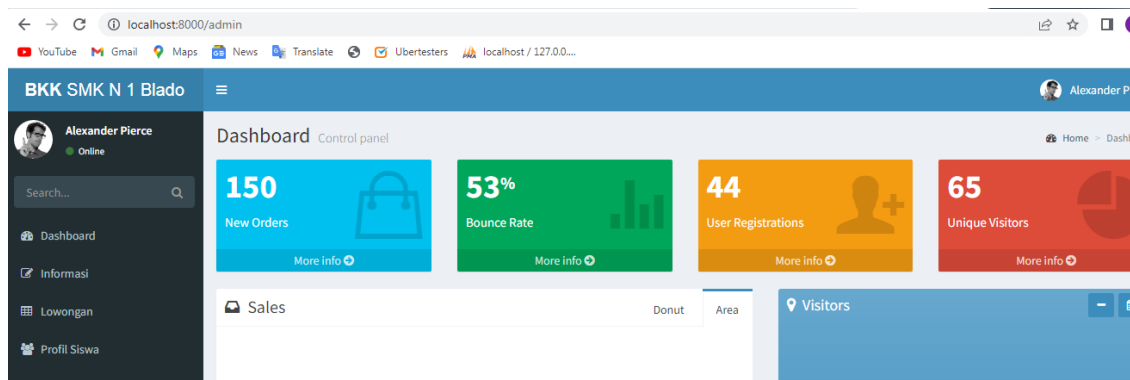 localhost:8000/admin
YouTube Gmail Maps News Translate Ubertesters localhost / 127.0.0....
BKK SMK N 1 Blado
Alexander P
Alexander Pierce
Online
Dashboard Control panel
Home > Dash
Search...
150
New Orders
More info
53%
Bounce Rate
More info
44
User Registrations
More info
65
Unique Visitors
More info
Dashboard
Informasi
Lowongan
Profil Siswa
Sales
Donut Area
Visitors